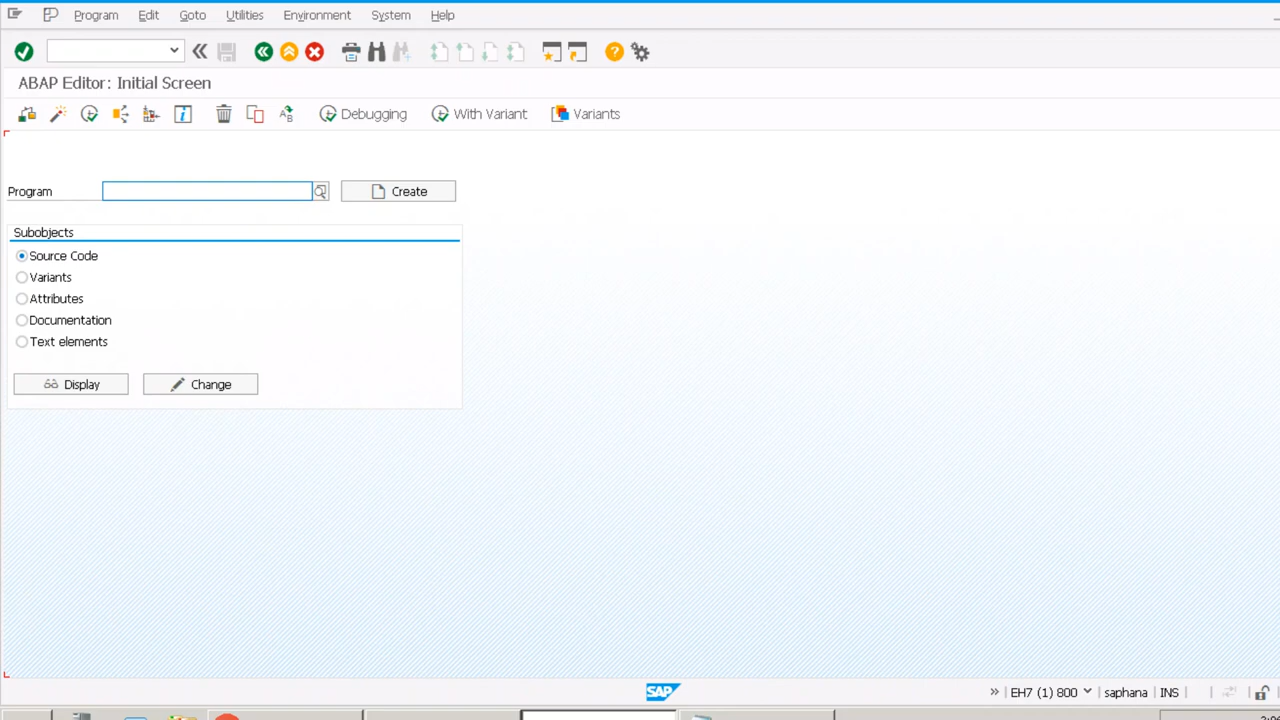 Program Edit Goto Utilities Environment System Help
ABAP Editor: Initial Screen
Debugging With Variant Variants
Program Create
Subobjects
Source Code
Variants
Attributes
Documentation
Text elements
Display Change
SAP » EH7 (1) 800 saphana INS